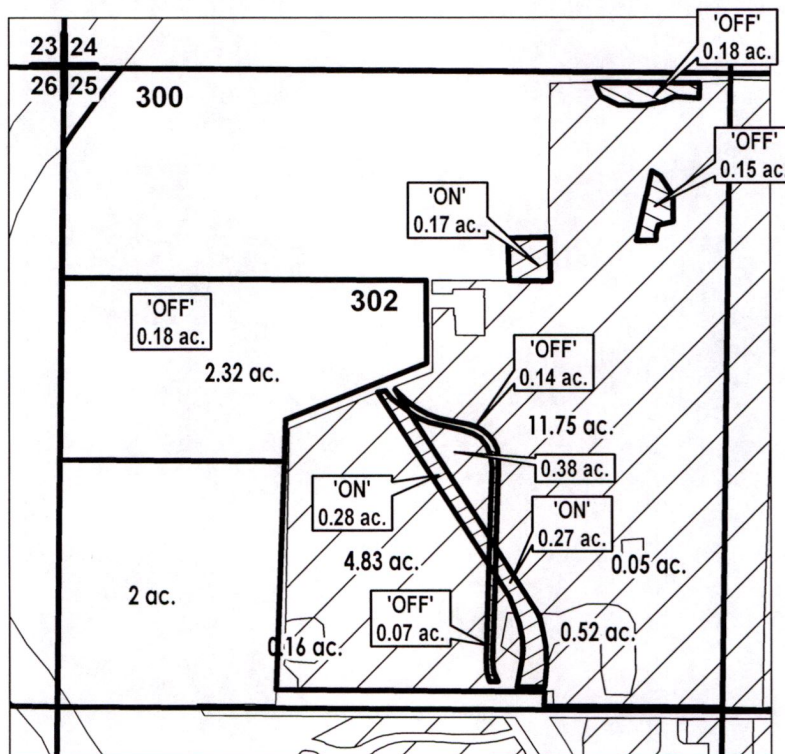 23 24
26 25
300
'OFF'
0.18 ac.
'OFF'
0.15 ac.
'ON'
0.17 ac.
302
'OFF'
0.18 ac.
2.32 ac.
'OFF'
0.14 ac.
11.75 ac.
0.38 ac.
'ON'
0.28 ac.
'ON'
0.27 ac.
4.83 ac.
0.05 ac.
2 ac.
'OFF'
0.07 ac.
0.52 ac.
0.16 ac.